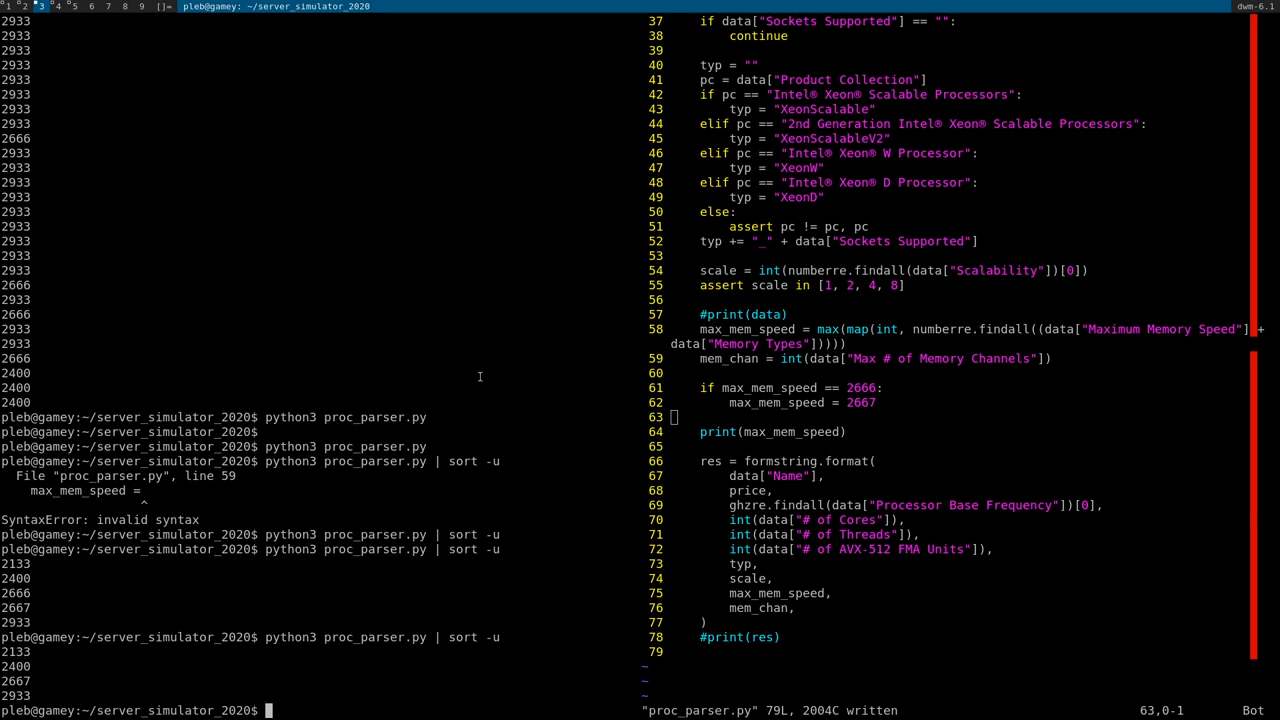 1 2 3 4 5 6 7 8 9 []= pleb@gamey: ~/server_simulator_2020 dwm-6.1
2933
2933
2933
2933
2933
2933
2933
2933
2666
2933
2933
2933
2933
2933
2933
2933
2933
2933
2666
2933
2666
2933
2933
2666
2400
2400
2400
pleb@gamey:~/server_simulator_2020$ python3 proc_parser.py
pleb@gamey:~/server_simulator_2020$
pleb@gamey:~/server_simulator_2020$ python3 proc_parser.py
pleb@gamey:~/server_simulator_2020$ python3 proc_parser.py | sort -u
  File "proc_parser.py", line 59
    max_mem_speed =
                   ^
SyntaxError: invalid syntax
pleb@gamey:~/server_simulator_2020$ python3 proc_parser.py | sort -u
pleb@gamey:~/server_simulator_2020$ python3 proc_parser.py | sort -u
2133
2400
2666
2667
2933
pleb@gamey:~/server_simulator_2020$ python3 proc_parser.py | sort -u
2133
2400
2667
2933
pleb@gamey:~/server_simulator_2020$
37     if data["Sockets Supported"] == "":
38         continue
39
40     typ = ""
41     pc = data["Product Collection"]
42     if pc == "Intel® Xeon® Scalable Processors":
43         typ = "XeonScalable"
44     elif pc == "2nd Generation Intel® Xeon® Scalable Processors":
45         typ = "XeonScalableV2"
46     elif pc == "Intel® Xeon® W Processor":
47         typ = "XeonW"
48     elif pc == "Intel® Xeon® D Processor":
49         typ = "XeonD"
50     else:
51         assert pc != pc, pc
52     typ += "_" + data["Sockets Supported"]
53
54     scale = int(numberre.findall(data["Scalability"])[0])
55     assert scale in [1, 2, 4, 8]
56
57     #print(data)
58     max_mem_speed = max(map(int, numberre.findall((data["Maximum Memory Speed"] +
data["Memory Types"]))))
59     mem_chan = int(data["Max # of Memory Channels"])
60
61     if max_mem_speed == 2666:
62         max_mem_speed = 2667
63
64     print(max_mem_speed)
65
66     res = formstring.format(
67         data["Name"],
68         price,
69         ghzre.findall(data["Processor Base Frequency"])[0],
70         int(data["# of Cores"]),
71         int(data["# of Threads"]),
72         int(data["# of AVX-512 FMA Units"]),
73         typ,
74         scale,
75         max_mem_speed,
76         mem_chan,
77     )
78     #print(res)
79
~
~
~
"proc_parser.py" 79L, 2004C written 63,0-1 Bot